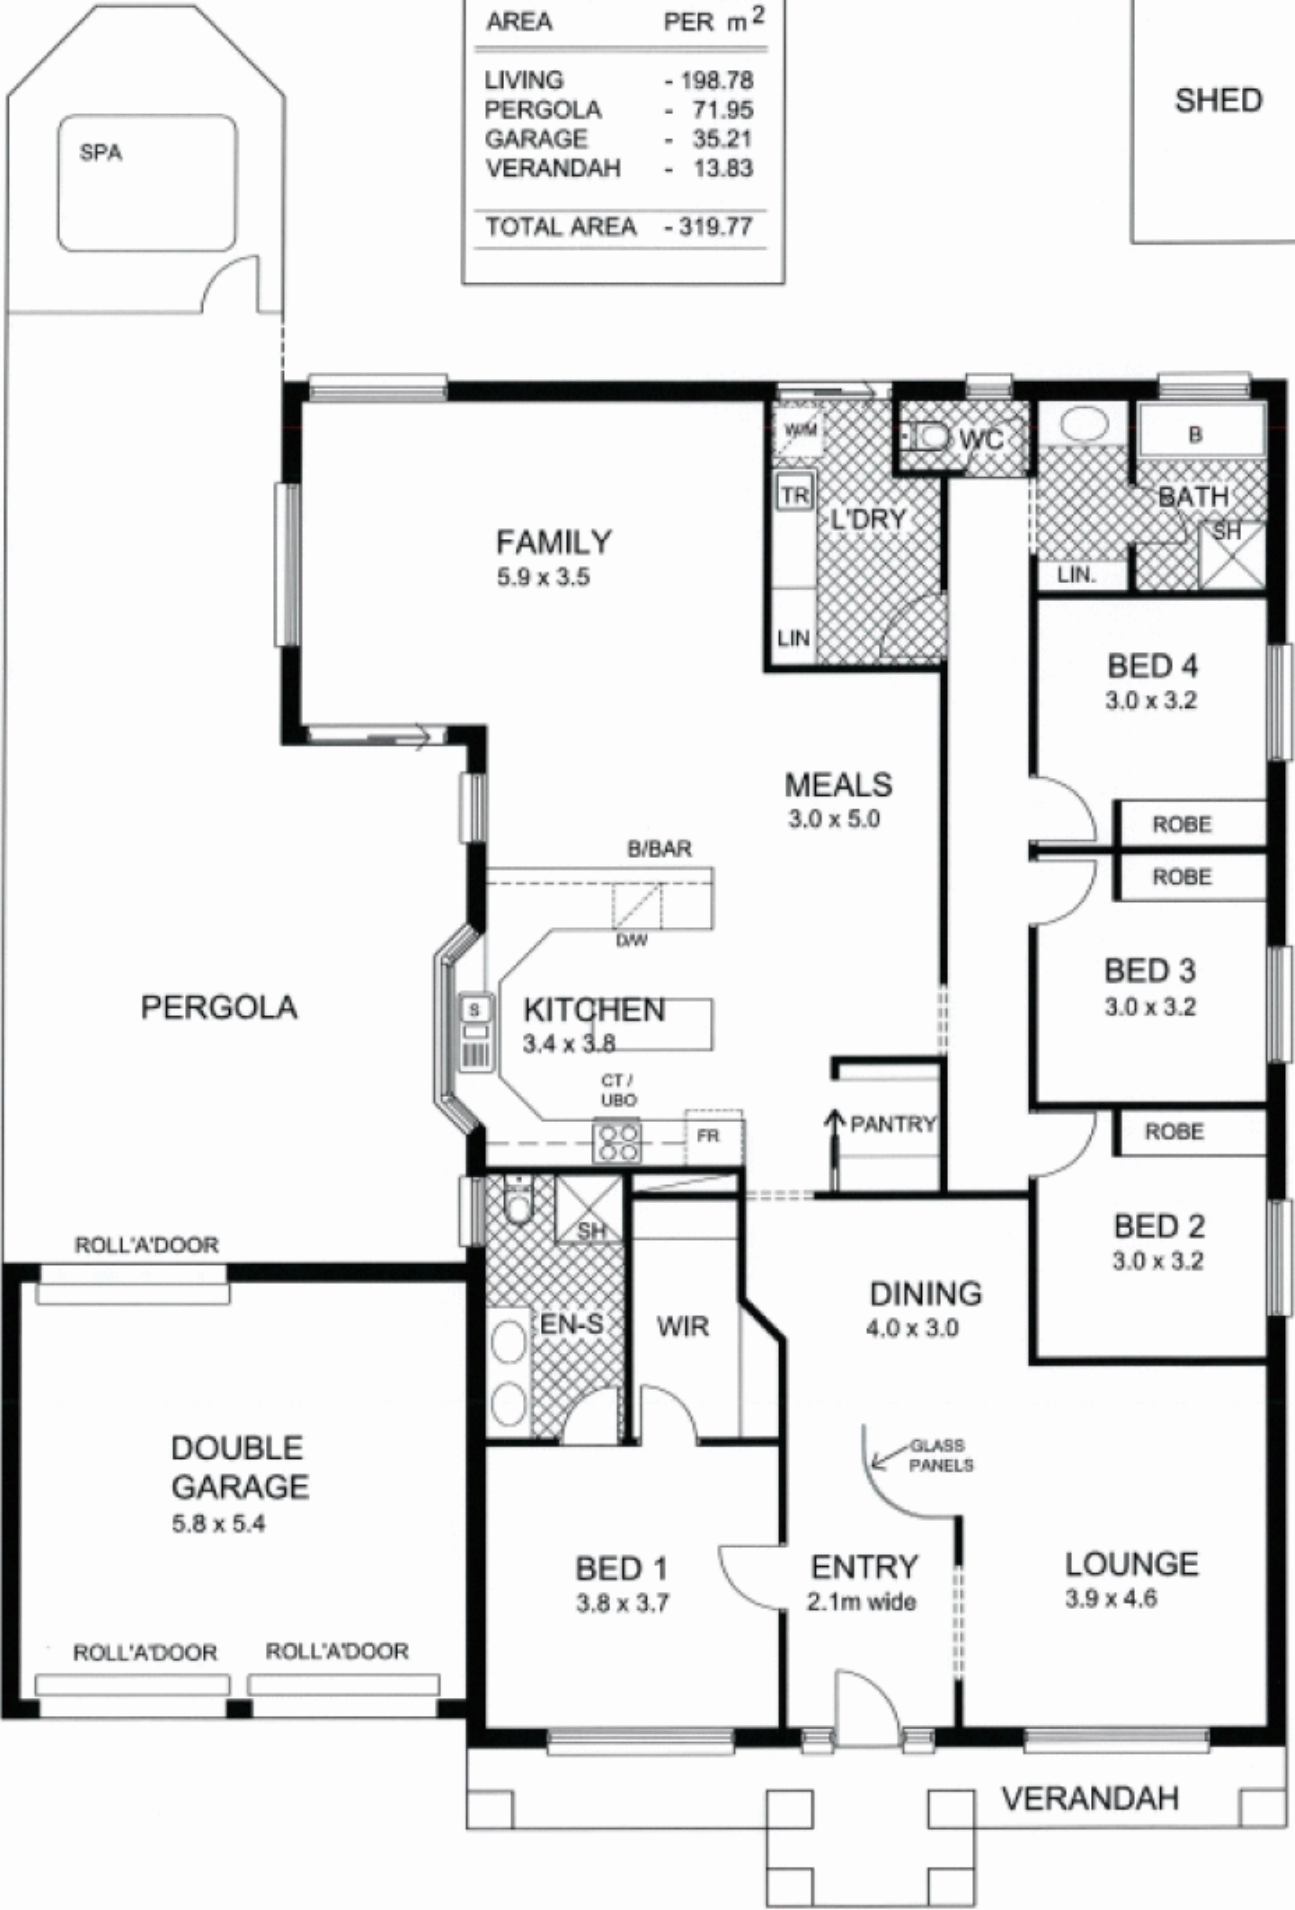 AREA PER m2
LIVING - 198.78
PERGOLA - 71.95
GARAGE - 35.21
VERANDAH - 13.83
TOTAL AREA - 319.77
SHED
SPA
W/M
WC
B
TR
L'DRY
BATH
SH
FAMILY
5.9 x 3.5
LIN.
LIN
BED 4
3.0 x 3.2
MEALS
3.0 x 5.0
ROBE
B/BAR
ROBE
D/W
BED 3
3.0 x 3.2
PERGOLA
S
KITCHEN
3.4 x 3.8
CT /
UBO
FR
PANTRY
ROBE
SH
BED 2
3.0 x 3.2
ROLL'A'DOOR
DINING
4.0 x 3.0
EN-S
WIR
DOUBLE
GARAGE
5.8 x 5.4
GLASS
PANELS
BED 1
3.8 x 3.7
ENTRY
2.1m wide
LOUNGE
3.9 x 4.6
ROLL'A'DOOR
ROLL'A'DOOR
VERANDAH